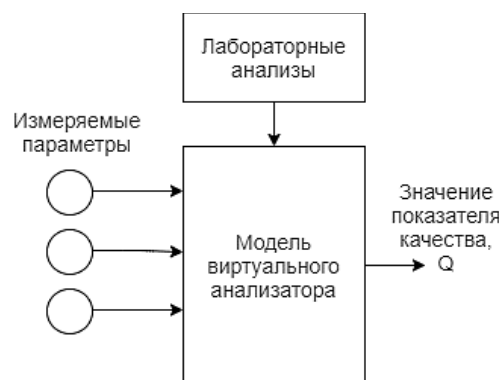 Лабораторные
анализы
Измеряемые
параметры
Модель
виртуального
анализатора
Значение
показателя
качества,
Q